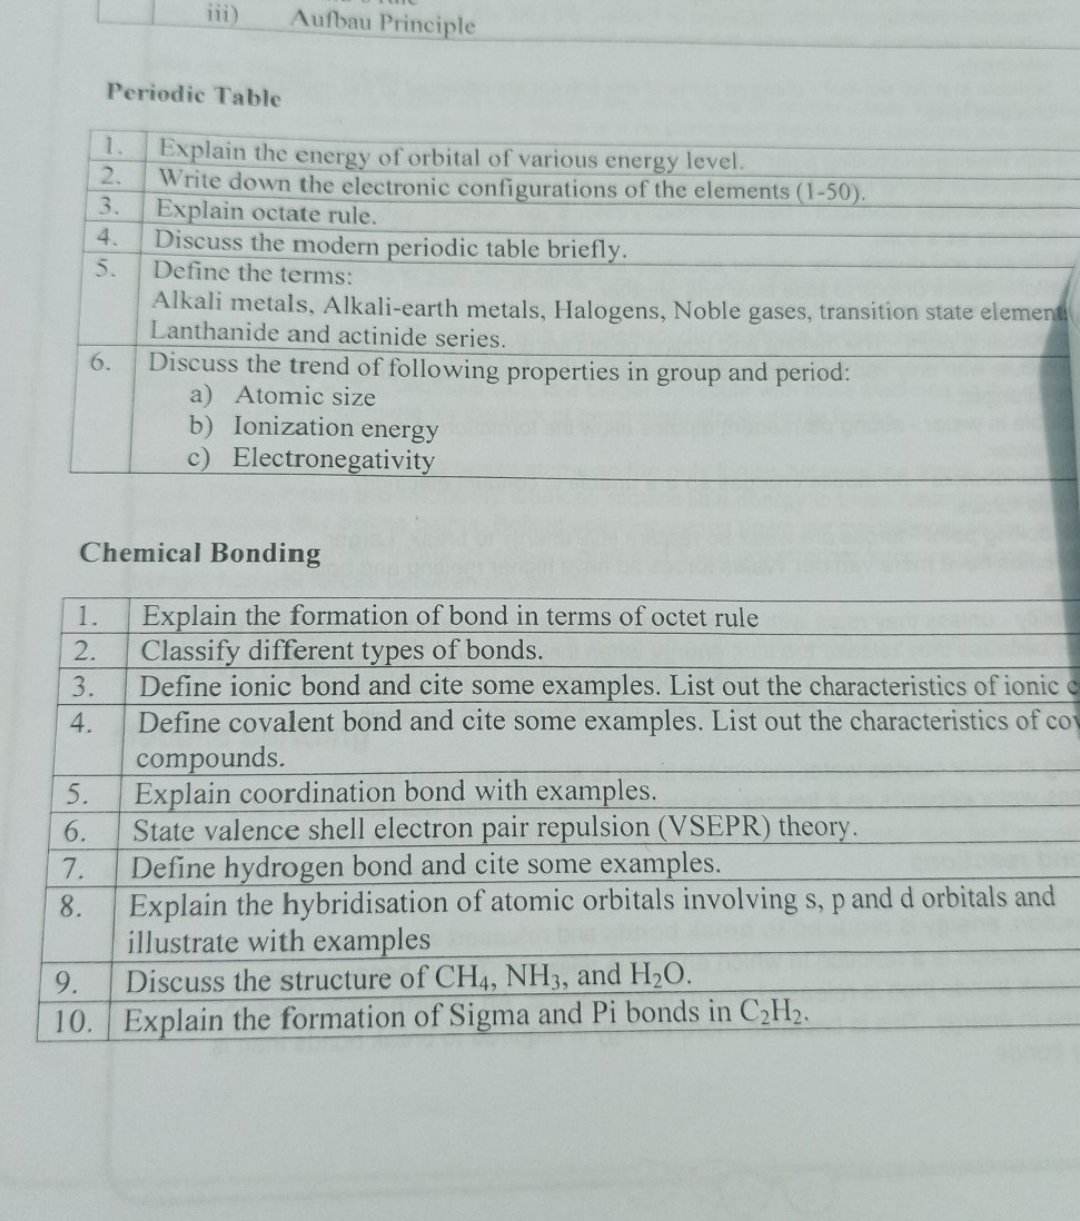 iii) Aufbau Principle
Periodic Table
1. Explain the energy of orbital of various energy level.
2. Write down the electronic configurations of the elements (1-50).
3. Explain octate rule.
4. Discuss the modern periodic table briefly.
5. Define the terms:
Alkali metals, Alkali-earth metals, Halogens, Noble gases, transition state element
Lanthanide and actinide series.
6. Discuss the trend of following properties in group and period:
a) Atomic size
b) Ionization energy
c) Electronegativity
Chemical Bonding
1. Explain the formation of bond in terms of octet rule
2. Classify different types of bonds.
3. Define ionic bond and cite some examples. List out the characteristics of ionic
4. Define covalent bond and cite some examples. List out the characteristics of
compounds.
5. Explain coordination bond with examples.
6. State valence shell electron pair repulsion (VSEPR) theory.
7. Define hydrogen bond and cite some examples.
8. Explain the hybridisation of atomic orbitals involving s, p and d orbitals and
illustrate with examples
9. Discuss the structure of CH₄, NH₃, and H₂O.
10. Explain the formation of Sigma and Pi bonds in C₂H₂.